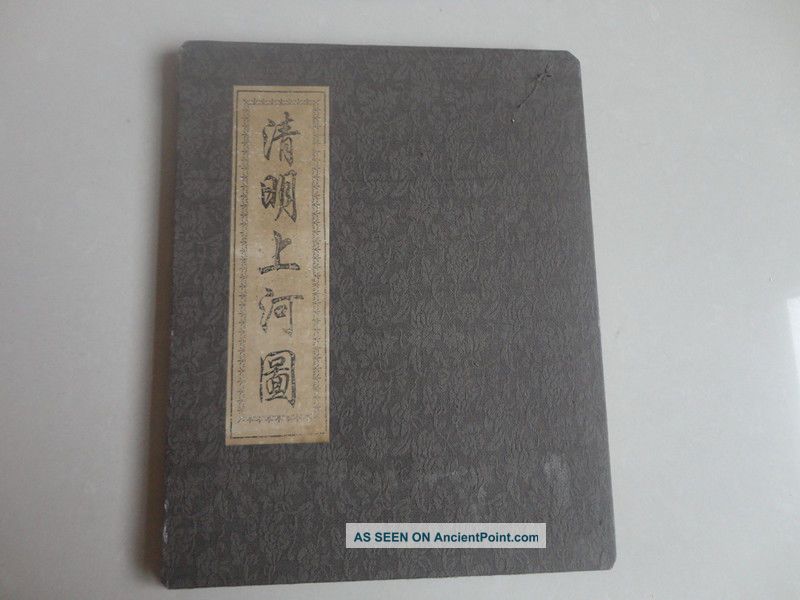 清明上河圖
AS SEEN ON AncientPoint.com